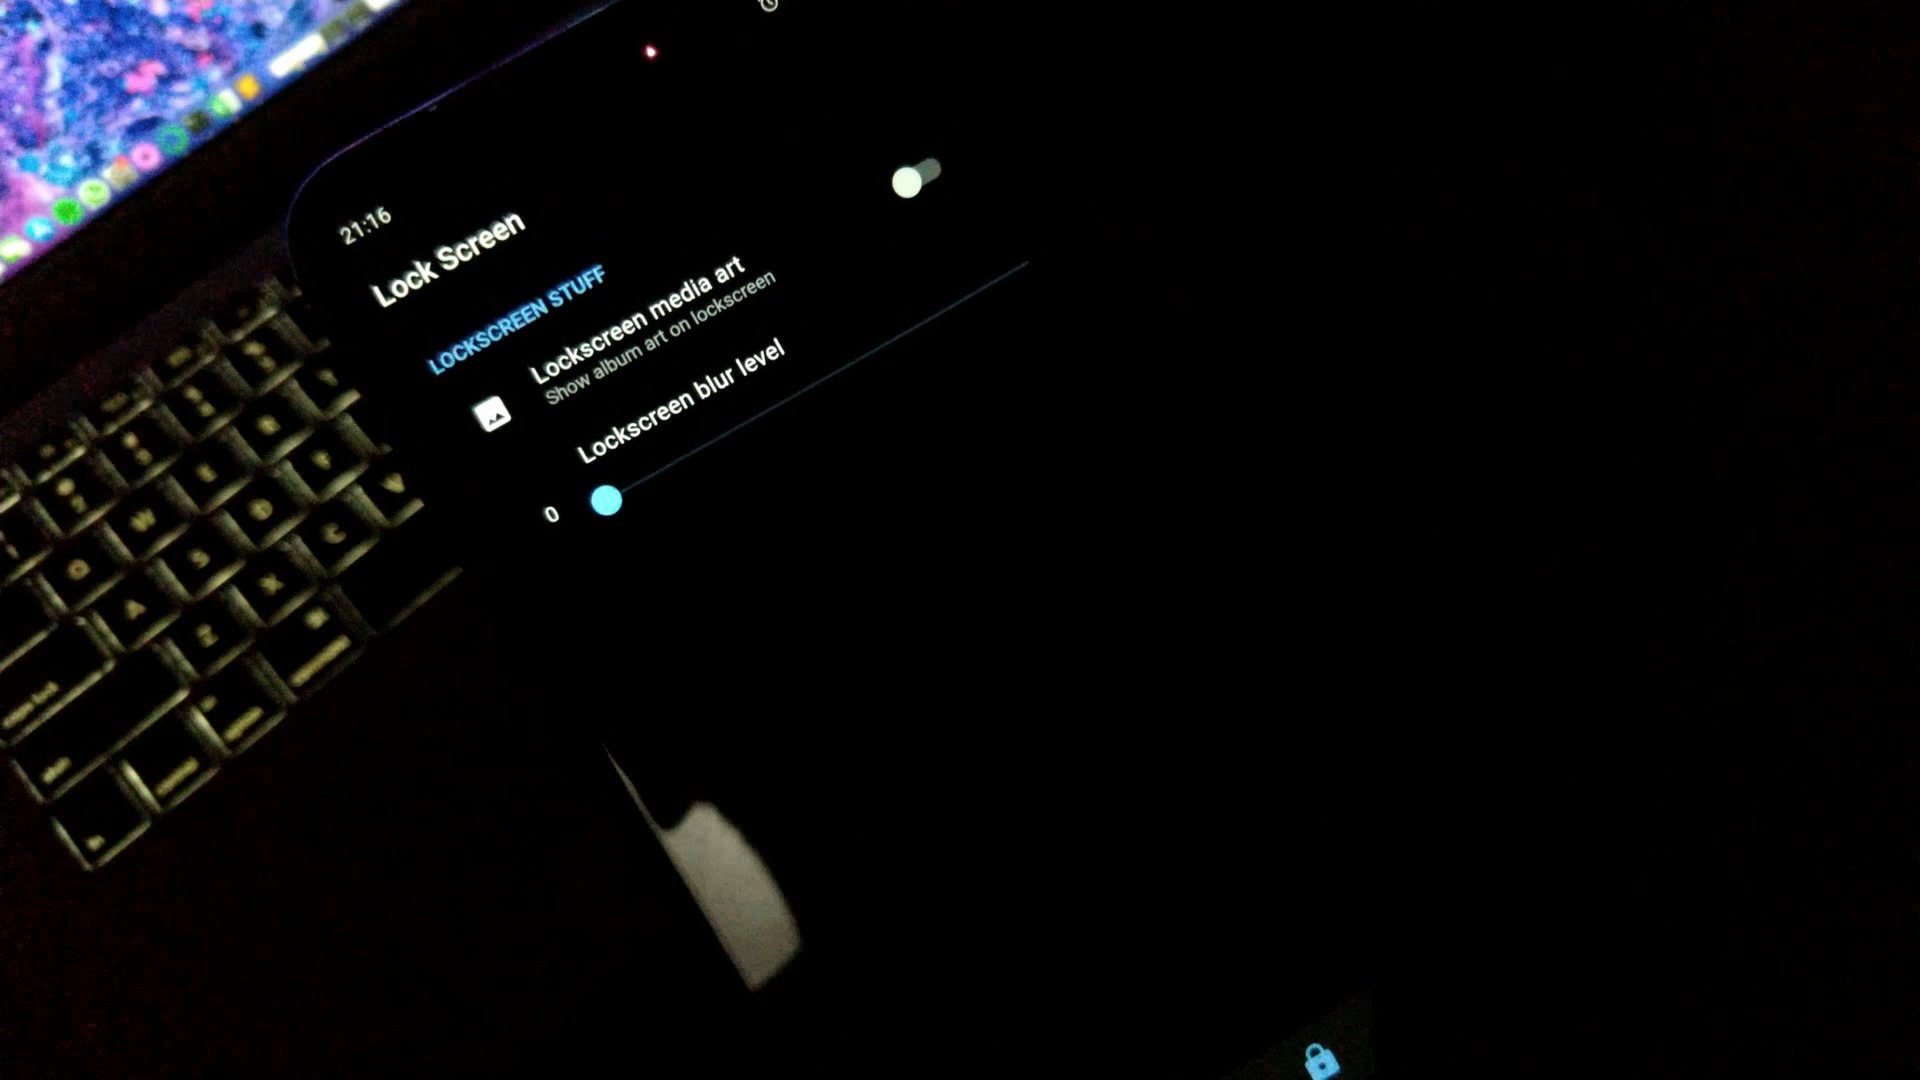 21:16
Lock Screen
LOCKSCREEN STUFF
Lockscreen media art
Show album art on lockscreen
Lockscreen blur level
0
V
W
D
C
S
X
A
Z